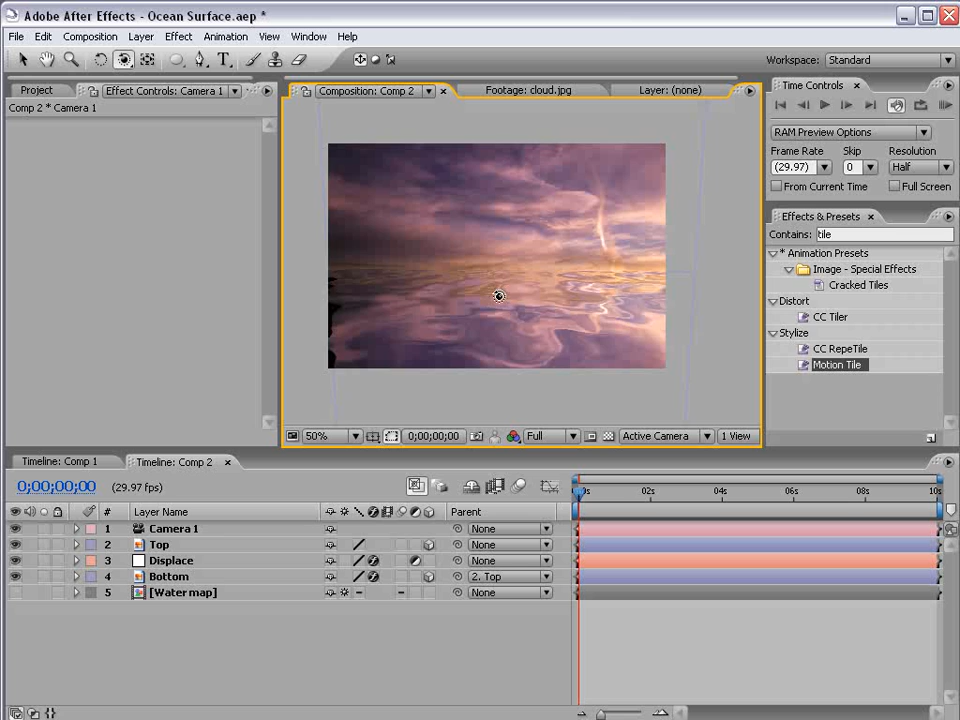 Adobe After Effects - Ocean Surface.aep *
File Edit Composition Layer Effect Animation View Window Help
Workspace: Standard
Project Effect Controls: Camera 1 Composition: Comp 2 Footage: cloud.jpg Layer: (none) Time Controls
Comp 2 * Camera 1
RAM Preview Options
Frame Rate Skip Resolution
(29.97) 0 Half
From Current Time Full Screen
Effects & Presets
Contains: tile
* Animation Presets
Image - Special Effects
Cracked Tiles
Distort
CC Tiler
Stylize
CC RepeTile
Motion Tile
50% 0;00;00;00 Full Active Camera 1 View
Timeline: Comp 1 Timeline: Comp 2
0;00;00;00 (29.97 fps)
02s 04s 06s 08s 10s
# Layer Name Parent
1 Camera 1 None
2 Top None
3 Displace None
4 Bottom 2. Top
5 [Water map] None